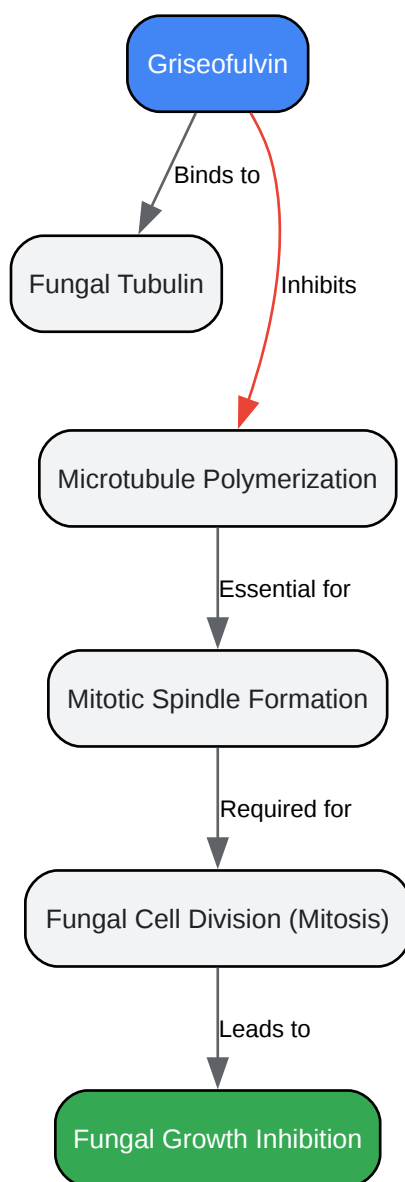 Griseofulvin
Binds to
Fungal Tubulin
Inhibits
Microtubule Polymerization
Essential for
Mitotic Spindle Formation
Required for
Fungal Cell Division (Mitosis)
Leads to
Fungal Growth Inhibition